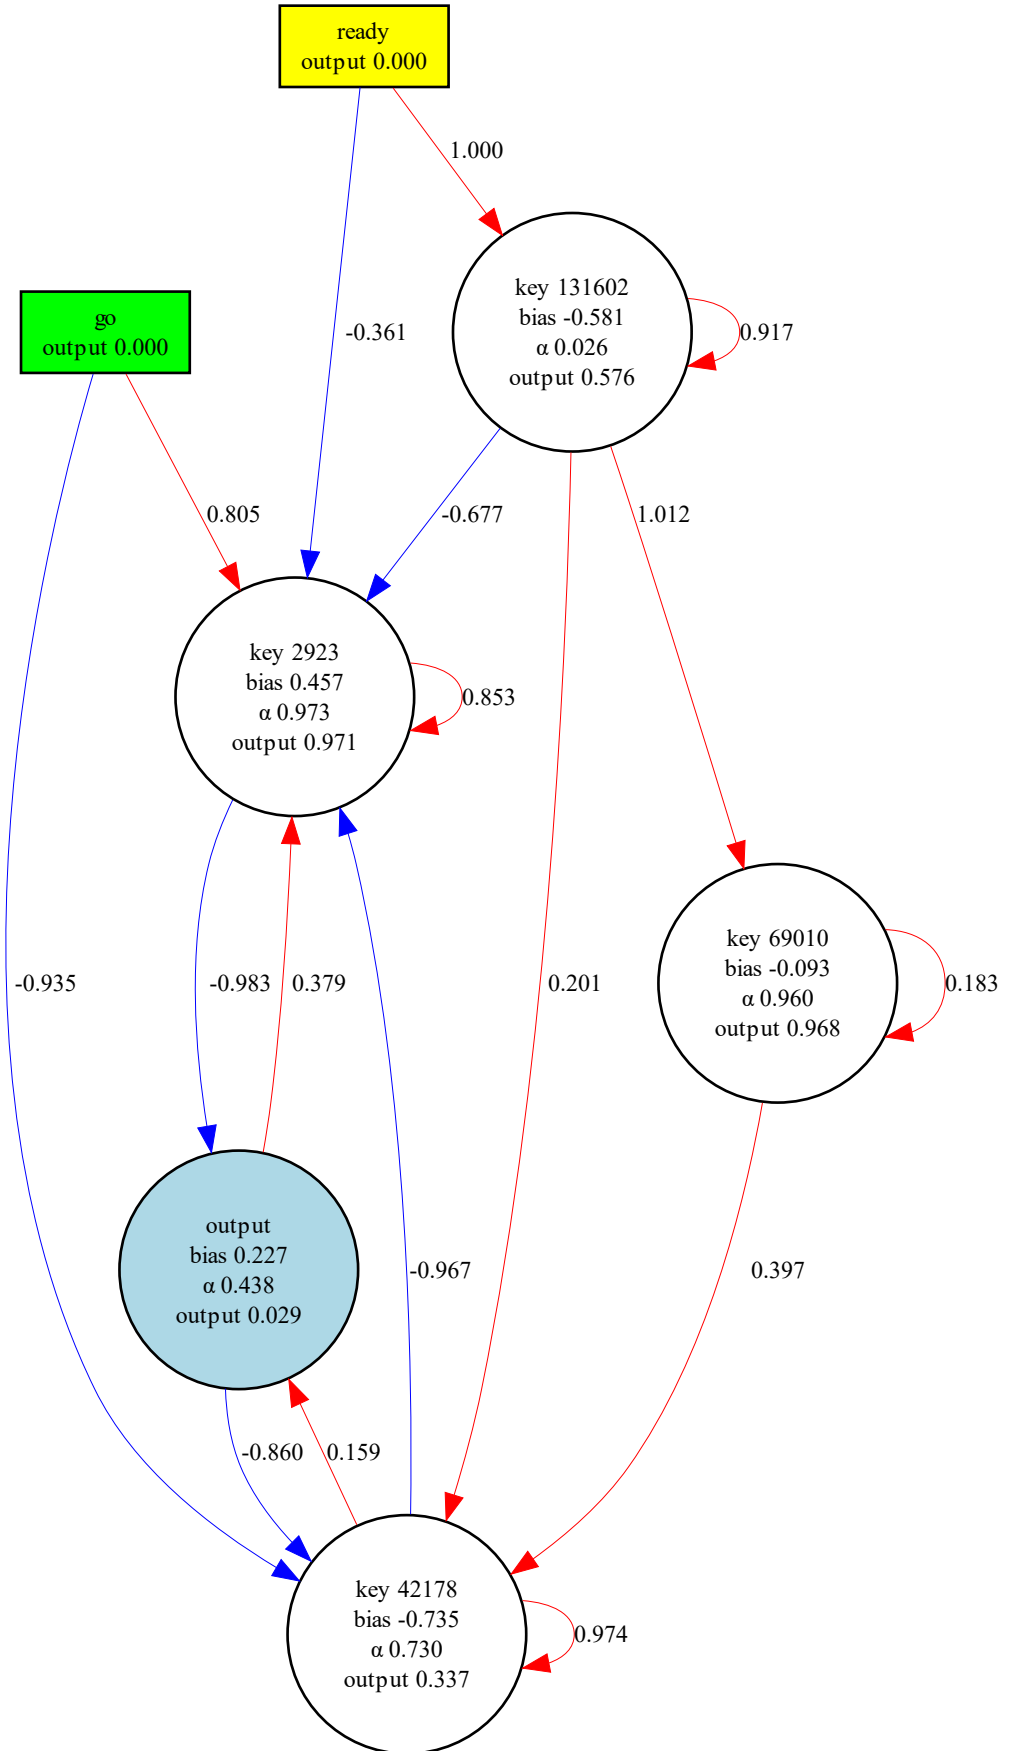 ready
output 0.000
1.000
key 131602
bias -0.581
α 0.026
output 0.576
0.917
-0.361
go
output 0.000
0.805
-0.677
1.012
key 2923
bias 0.457
α 0.973
output 0.971
0.853
key 69010
bias -0.093
α 0.960
output 0.968
0.183
-0.935
-0.983
0.379
0.201
output
bias 0.227
α 0.438
output 0.029
-0.967
0.397
-0.860
0.159
key 42178
bias -0.735
α 0.730
output 0.337
0.974